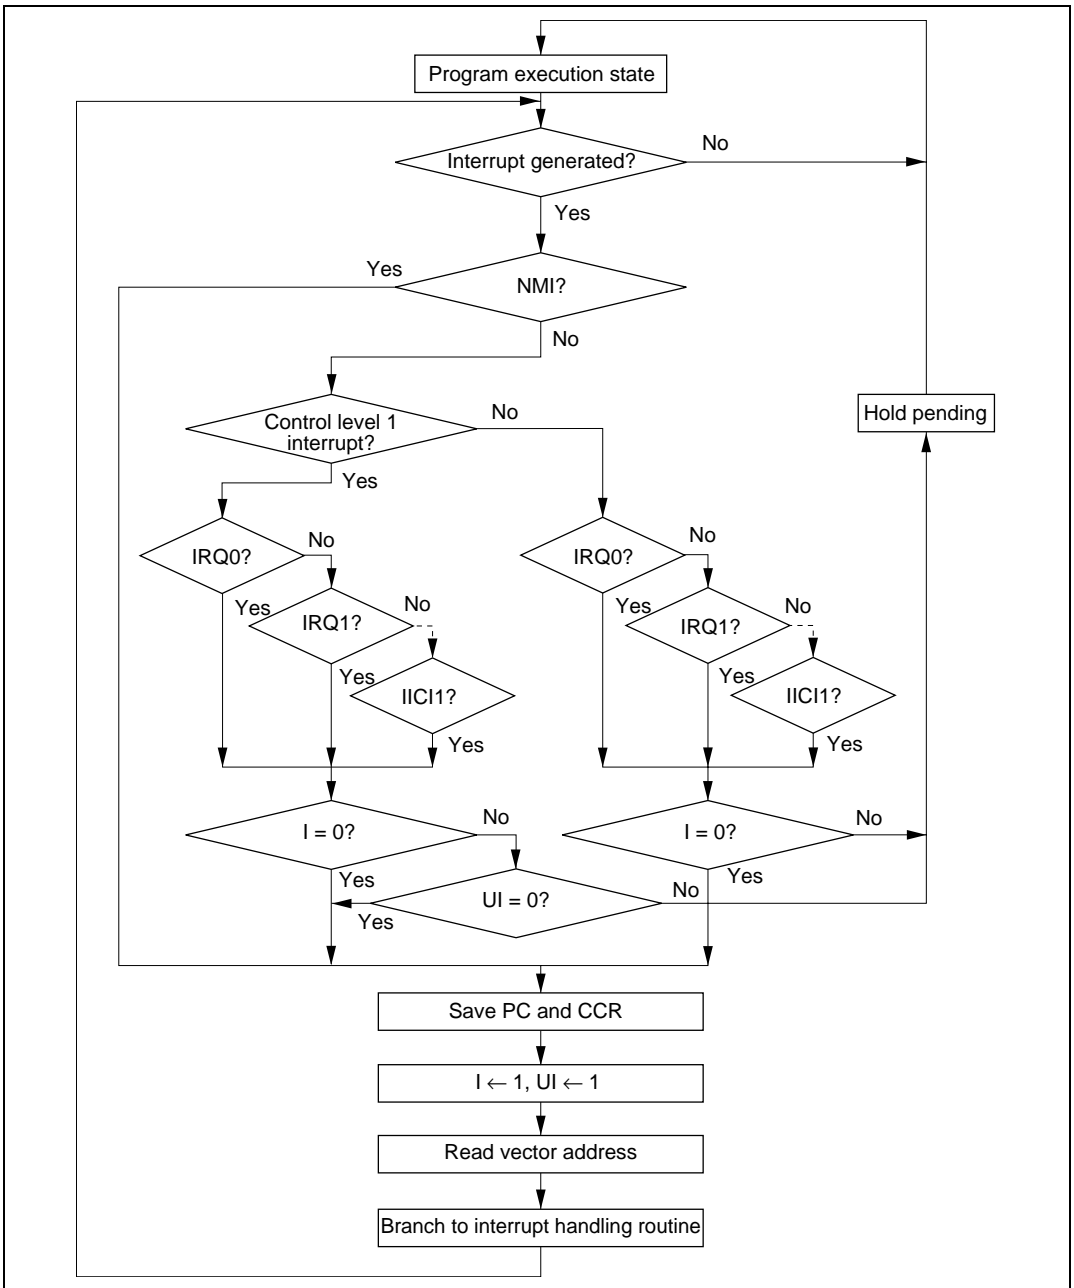 Program execution state
No
Interrupt generated?
Yes
Yes
NMI?
No
Control level 1
interrupt?
No
Hold pending
Yes
IRQ0?
No
IRQ0?
No
Yes
IRQ1?
No
Yes
IRQ1?
No
Yes
IICI1?
Yes
IICI1?
Yes
Yes
I = 0?
No
I = 0?
No
Yes
UI = 0?
No
Yes
Yes
Save PC and CCR
I ← 1, UI ← 1
Read vector address
Branch to interrupt handling routine